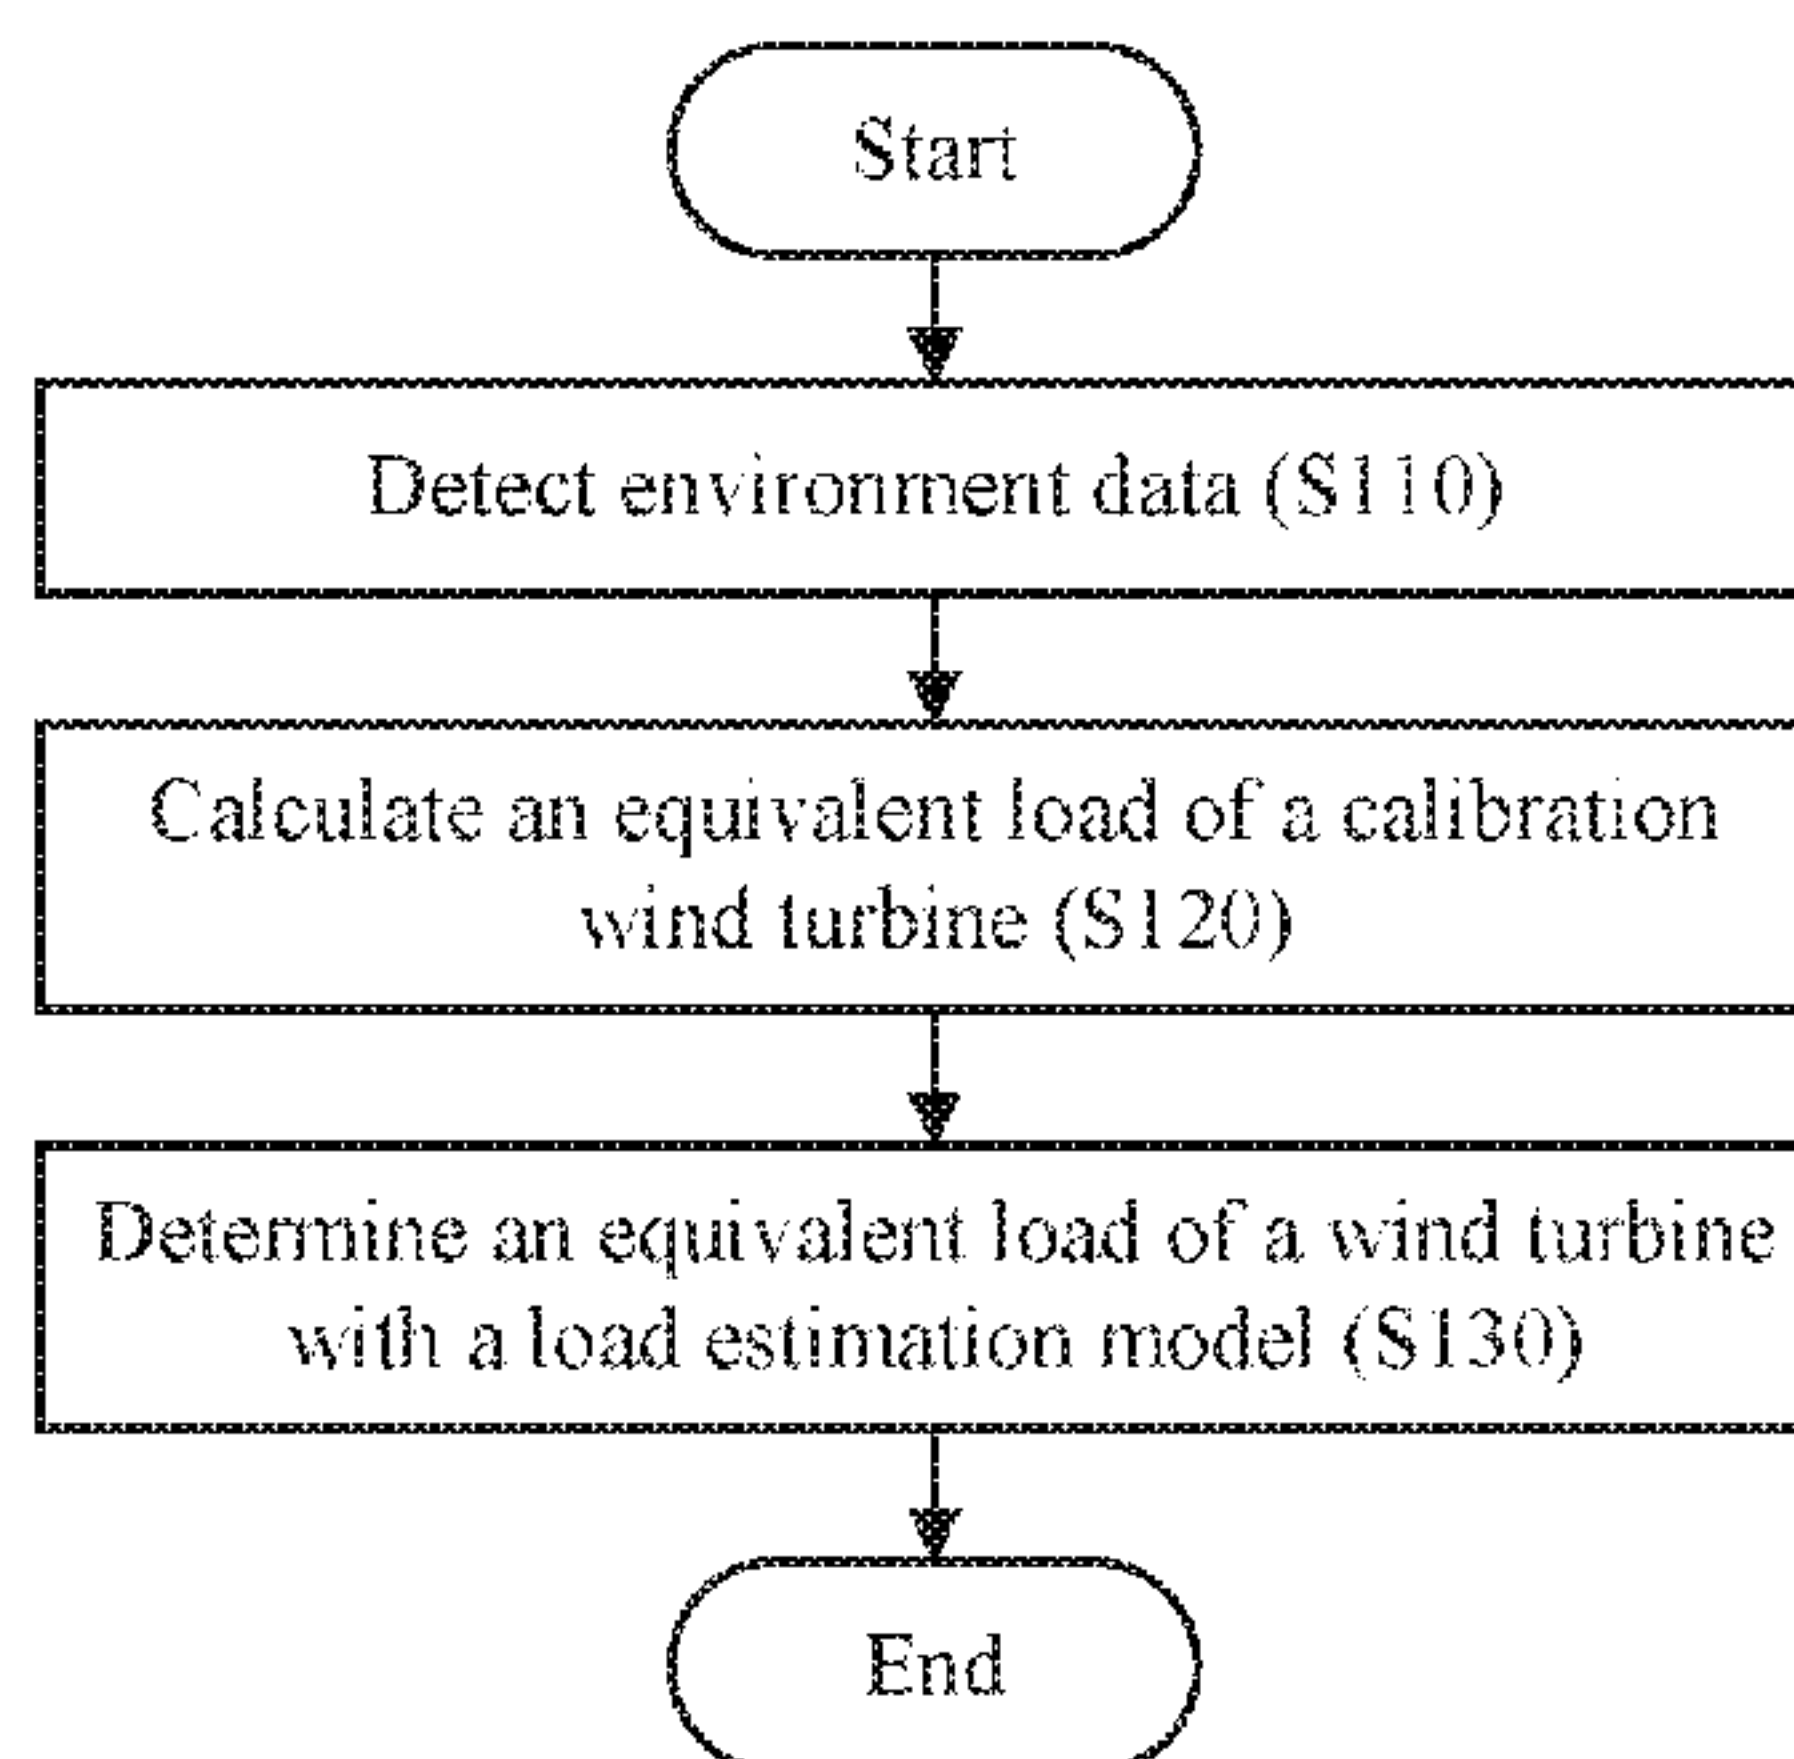 Start
Detect environment data (S110)
Calculate an equivalent load of a calibration
wind turbine (S120)
Determine an equivalent load of a wind turbine
with a load estimation model (S130)
End